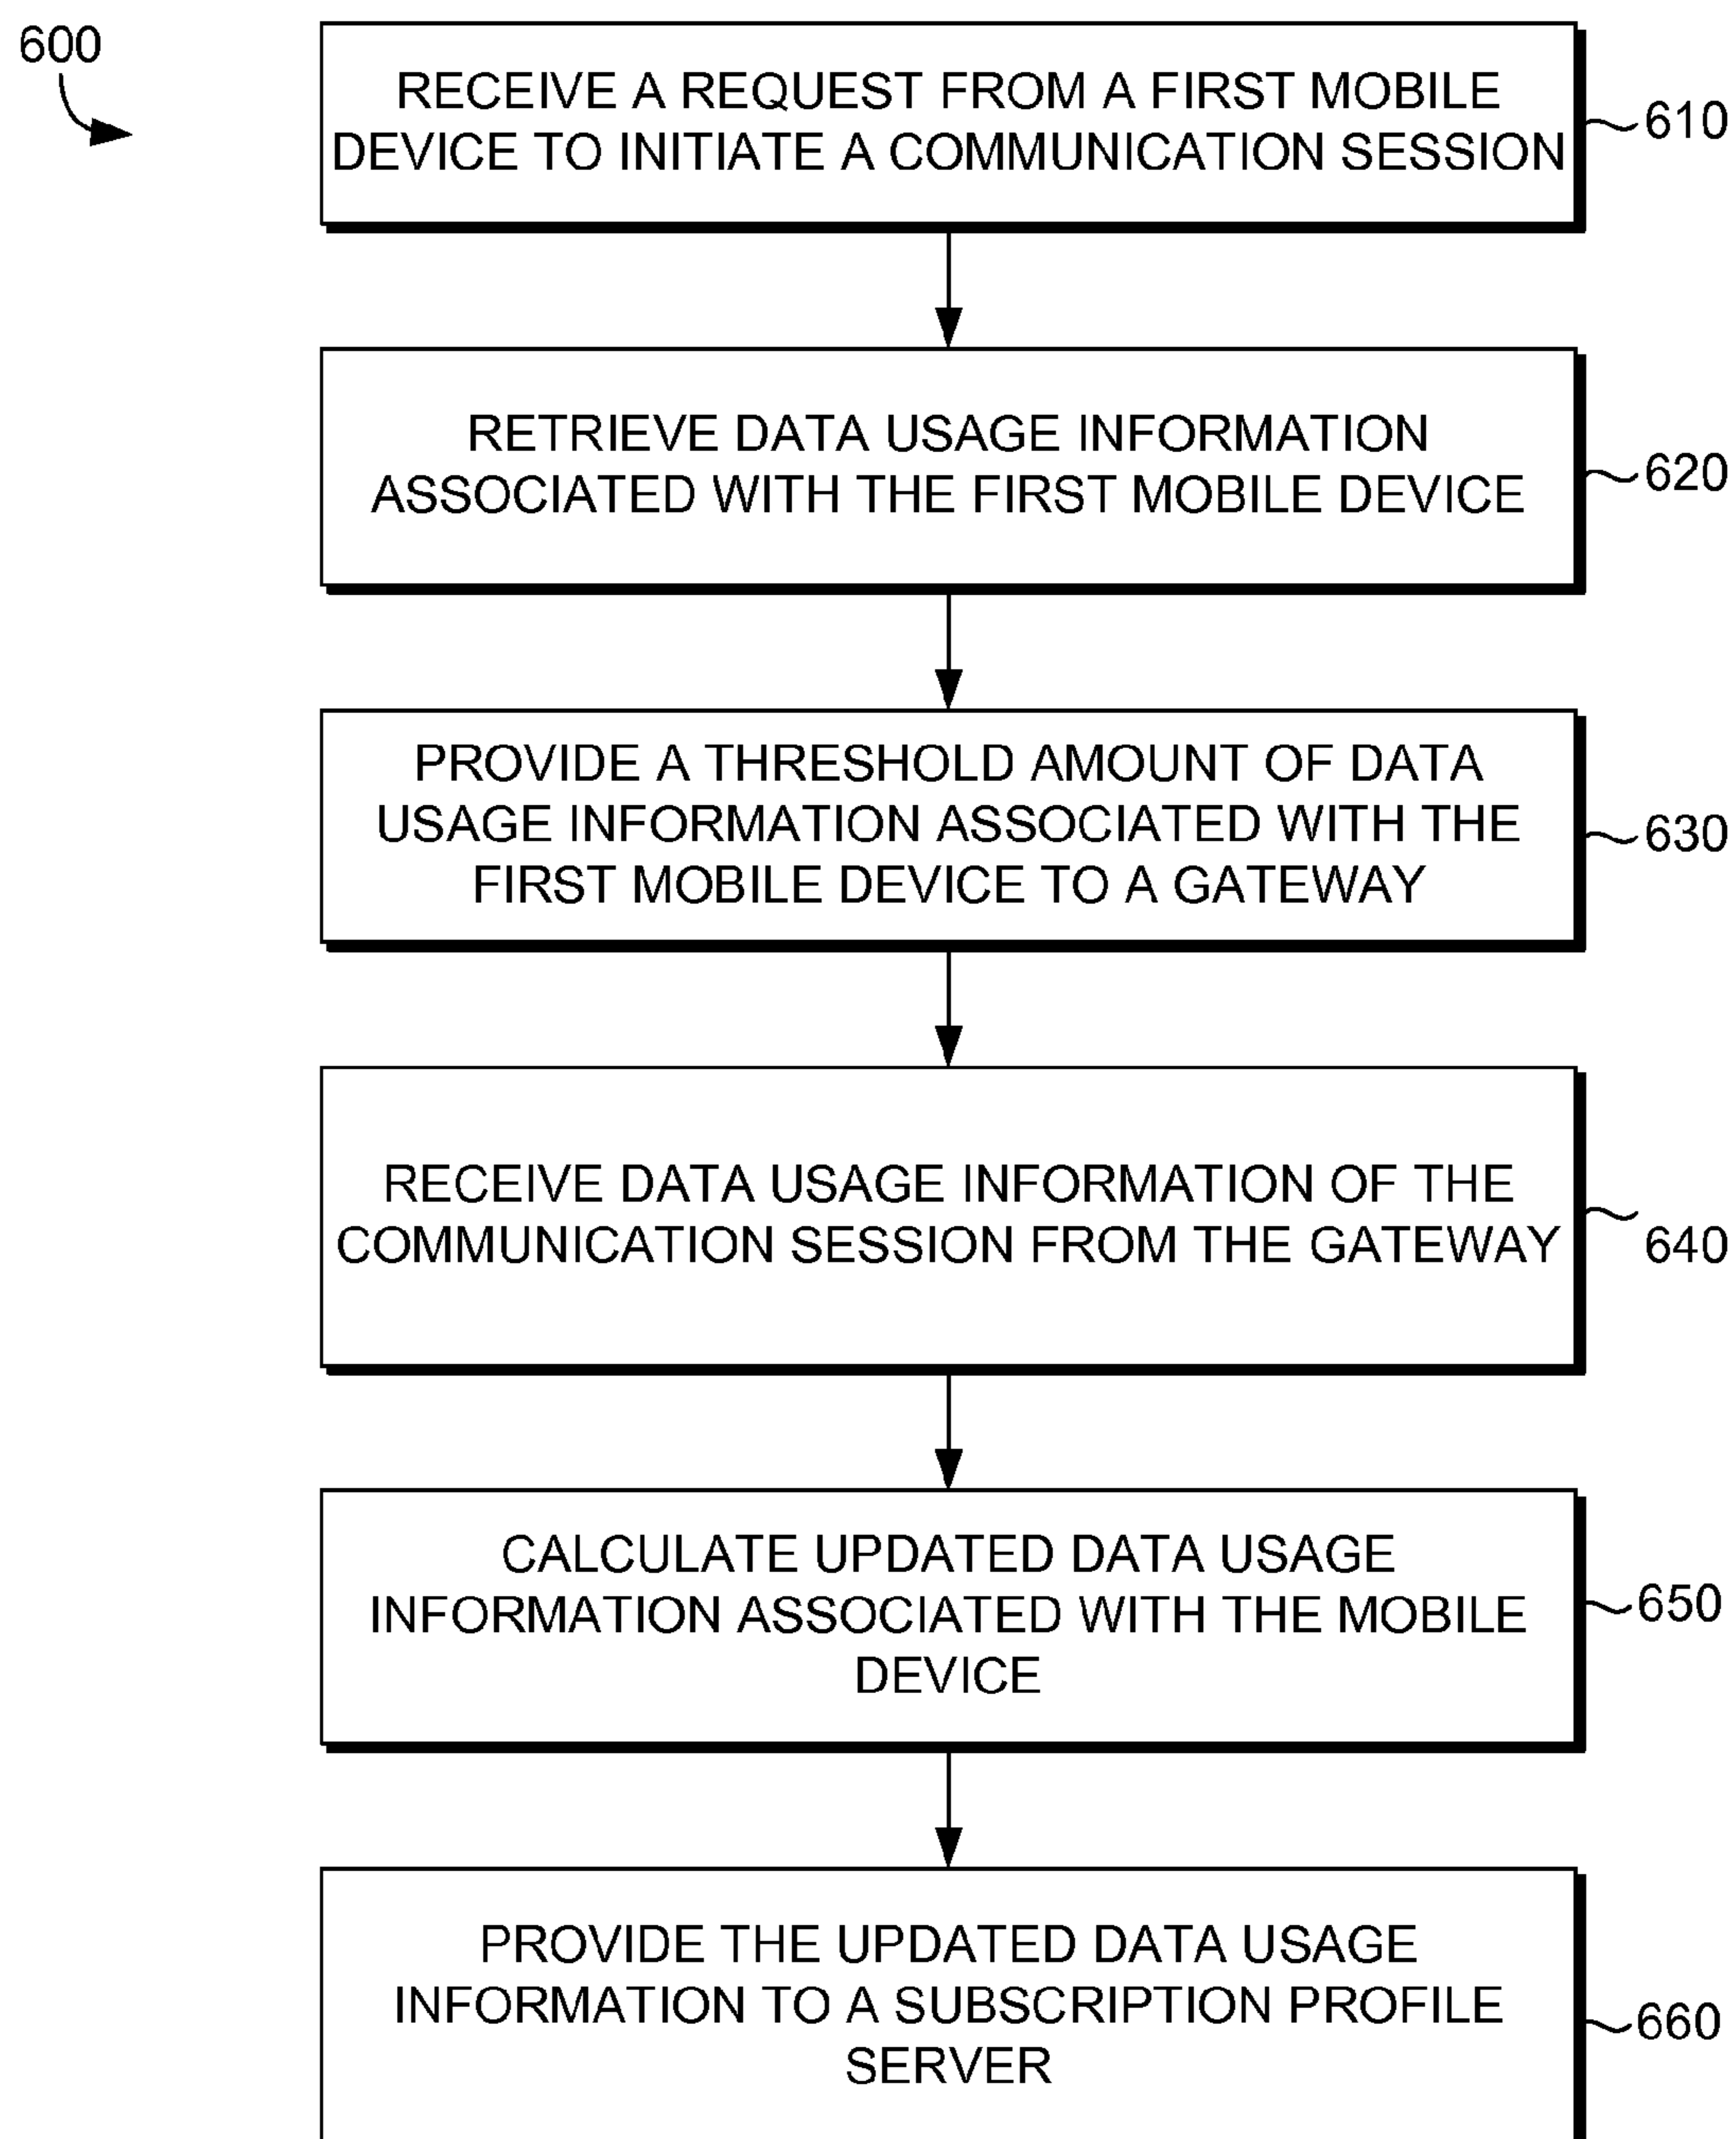 600
RECEIVE A REQUEST FROM A FIRST MOBILE
DEVICE TO INITIATE A COMMUNICATION SESSION
610
RETRIEVE DATA USAGE INFORMATION
ASSOCIATED WITH THE FIRST MOBILE DEVICE
620
PROVIDE A THRESHOLD AMOUNT OF DATA
USAGE INFORMATION ASSOCIATED WITH THE
FIRST MOBILE DEVICE TO A GATEWAY
630
RECEIVE DATA USAGE INFORMATION OF THE
COMMUNICATION SESSION FROM THE GATEWAY
640
CALCULATE UPDATED DATA USAGE
INFORMATION ASSOCIATED WITH THE MOBILE
DEVICE
650
PROVIDE THE UPDATED DATA USAGE
INFORMATION TO A SUBSCRIPTION PROFILE
SERVER
660